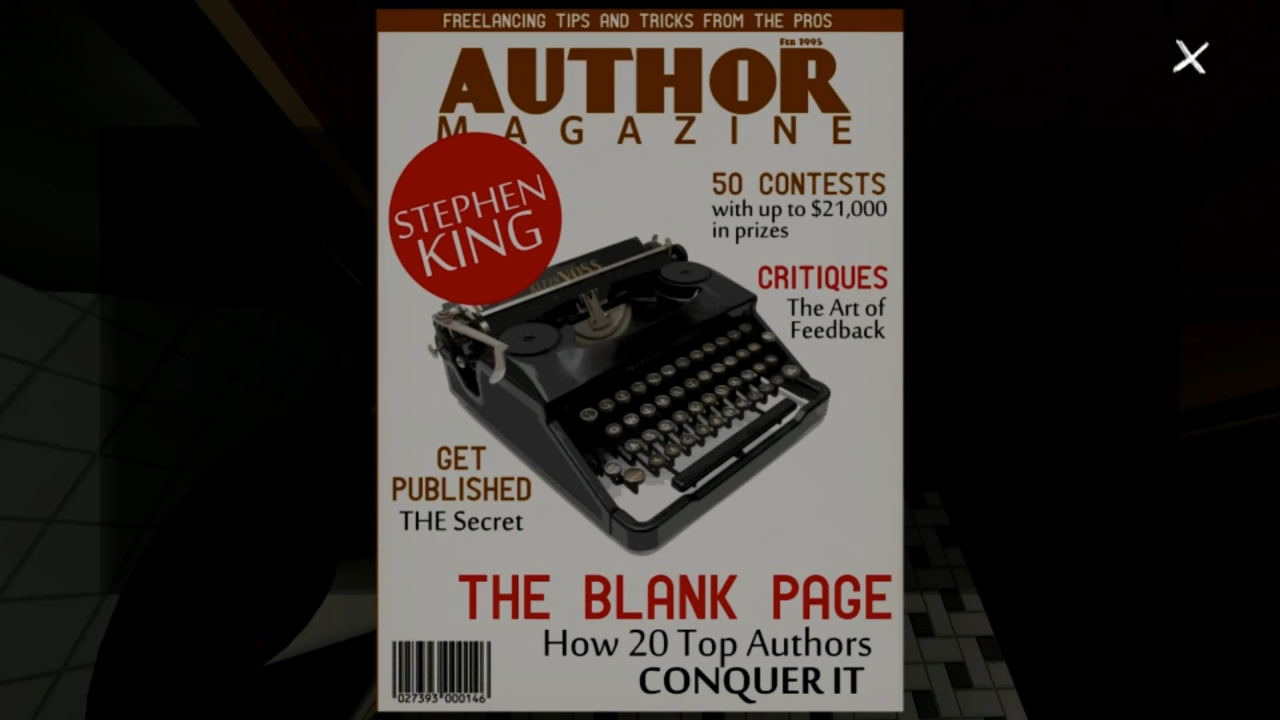 FREELANCING TIPS AND TRICKS FROM THE PROS
FEB 1995
AUTHOR
MAGAZINE
STEPHEN
KING
50 CONTESTS
with up to $21,000
in prizes
CRITIQUES
The Art of
Feedback
VOSS
GET
PUBLISHED
THE Secret
THE BLANK PAGE
How 20 Top Authors
CONQUER IT
027393 000146